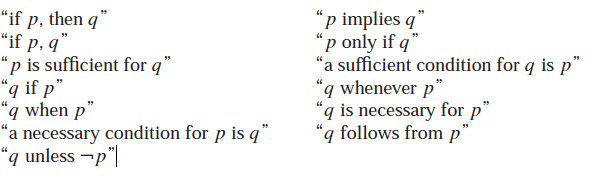 “if p, then q”
“if p, q”
“p is sufficient for q”
“q if p”
“q when p”
“a necessary condition for p is q”
“q unless ¬p”
“p implies q”
“p only if q”
“a sufficient condition for q is p”
“q whenever p”
“q is necessary for p”
“q follows from p”